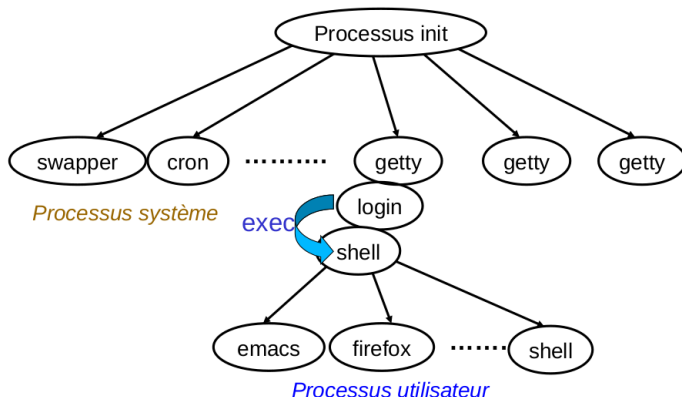 Processus init
swapper cron .......... getty getty getty
Processus système
login
exec
shell
emacs firefox ....... shell
Processus utilisateur